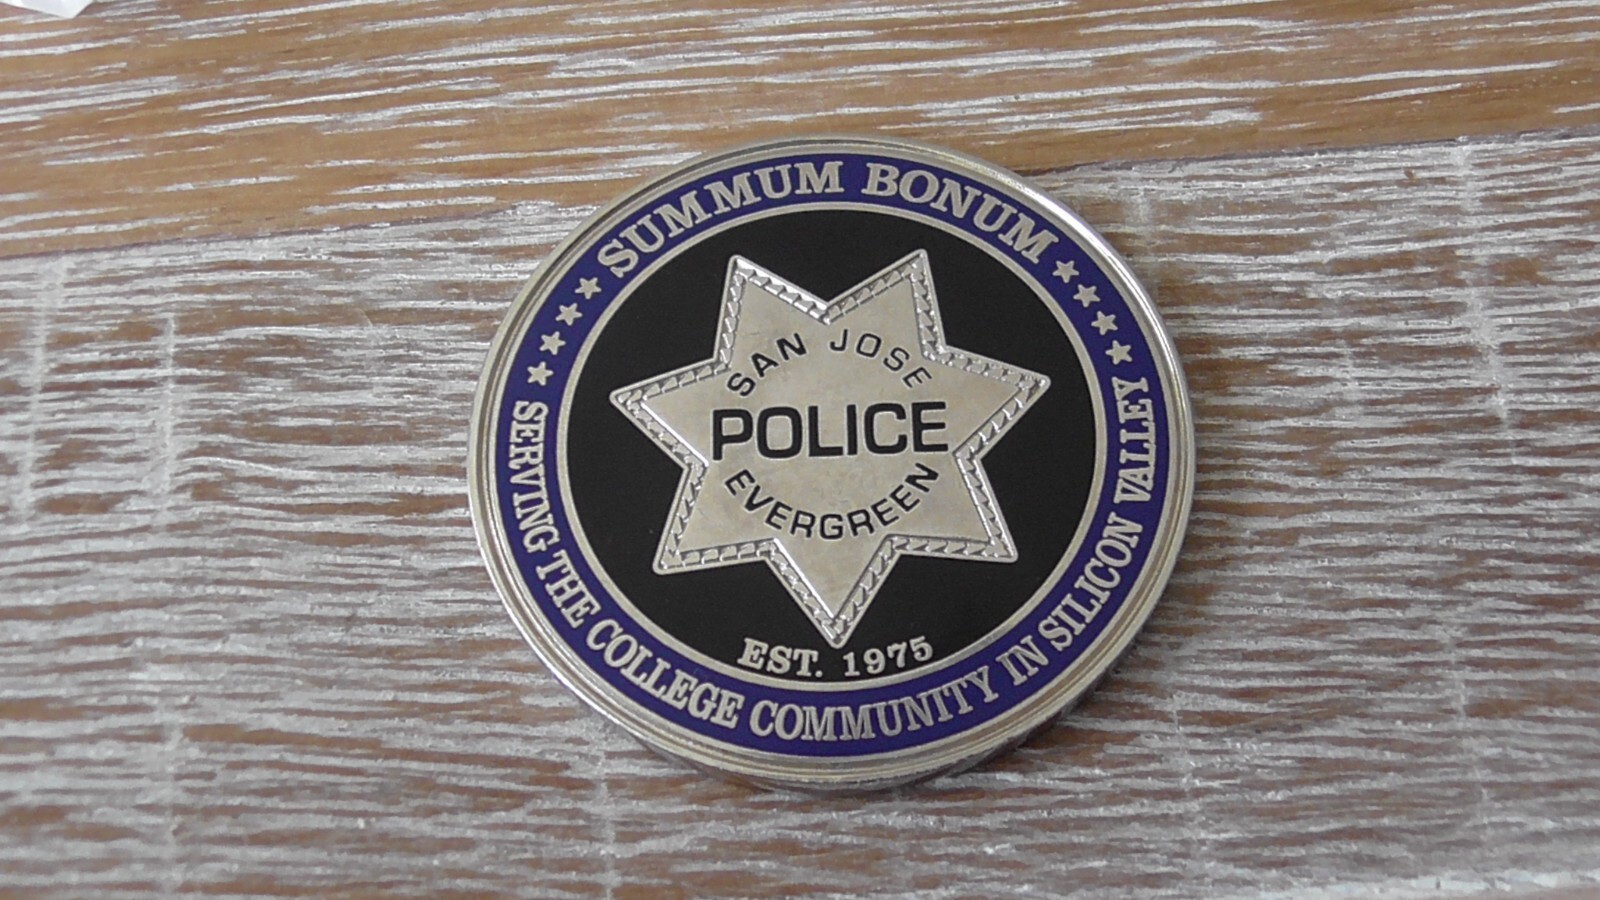 SUMMUM BONUM
SAN JOSE
POLICE
EVERGREEN
EST. 1975
SERVING THE COLLEGE COMMUNITY IN SILICON VALLEY